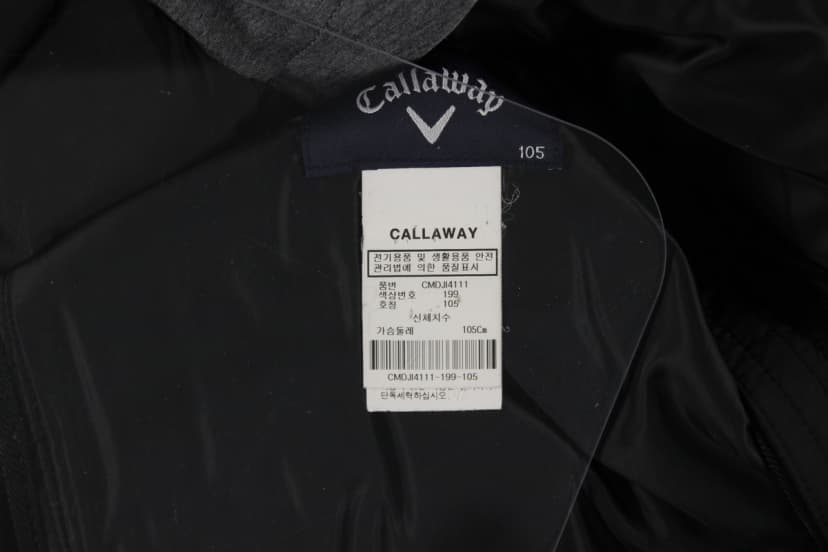 Callaway
105
CALLAWAY
전기용품 및 생활용품 안전
관리법에 의한 품질표시
품번 CMDJI4111
색상번호 199
호칭 105
신체치수
가슴둘레 105Cm
CMDJI4111-199-105
단독세탁하십시오